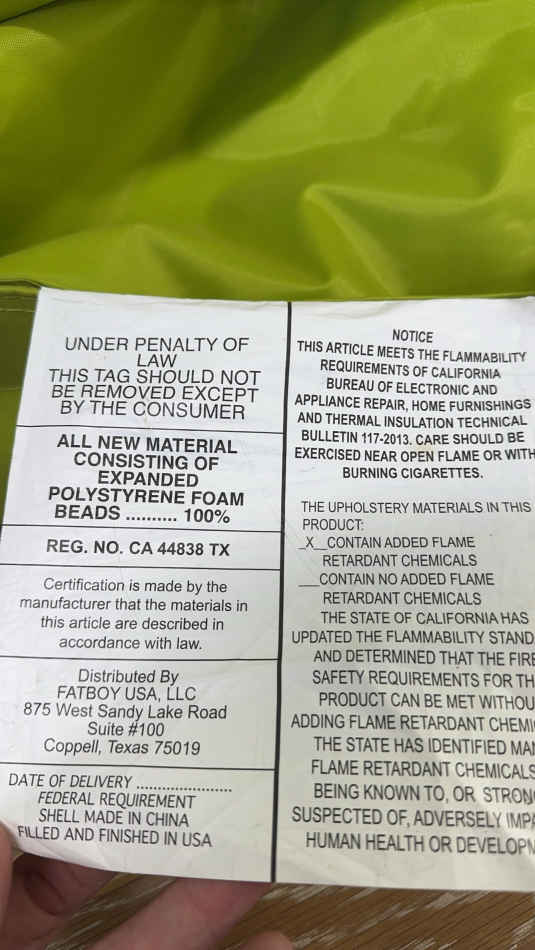 UNDER PENALTY OF
LAW
THIS TAG SHOULD NOT
BE REMOVED EXCEPT
BY THE CONSUMER
ALL NEW MATERIAL
CONSISTING OF
EXPANDED
POLYSTYRENE FOAM
BEADS .......... 100%
REG. NO. CA 44838 TX
Certification is made by the
manufacturer that the materials in
this article are described in
accordance with law.
Distributed By
FATBOY USA, LLC
875 West Sandy Lake Road
Suite #100
Coppell, Texas 75019
DATE OF DELIVERY ......................
FEDERAL REQUIREMENT
SHELL MADE IN CHINA
FILLED AND FINISHED IN USA
NOTICE
THIS ARTICLE MEETS THE FLAMMABILITY
REQUIREMENTS OF CALIFORNIA
BUREAU OF ELECTRONIC AND
APPLIANCE REPAIR, HOME FURNISHINGS
AND THERMAL INSULATION TECHNICAL
BULLETIN 117-2013. CARE SHOULD BE
EXERCISED NEAR OPEN FLAME OR WITH
BURNING CIGARETTES.
THE UPHOLSTERY MATERIALS IN THIS
PRODUCT:
_X__CONTAIN ADDED FLAME
RETARDANT CHEMICALS
___CONTAIN NO ADDED FLAME
RETARDANT CHEMICALS
THE STATE OF CALIFORNIA HAS
UPDATED THE FLAMMABILITY
AND DETERMINED THAT THE
SAFETY REQUIREMENTS FOR
PRODUCT CAN BE MET
ADDING FLAME RETARDANT
THE STATE HAS IDENTIFIED
FLAME RETARDANT CHEMICALS
BEING KNOWN TO, OR
SUSPECTED OF, ADVERSELY
HUMAN HEALTH OR